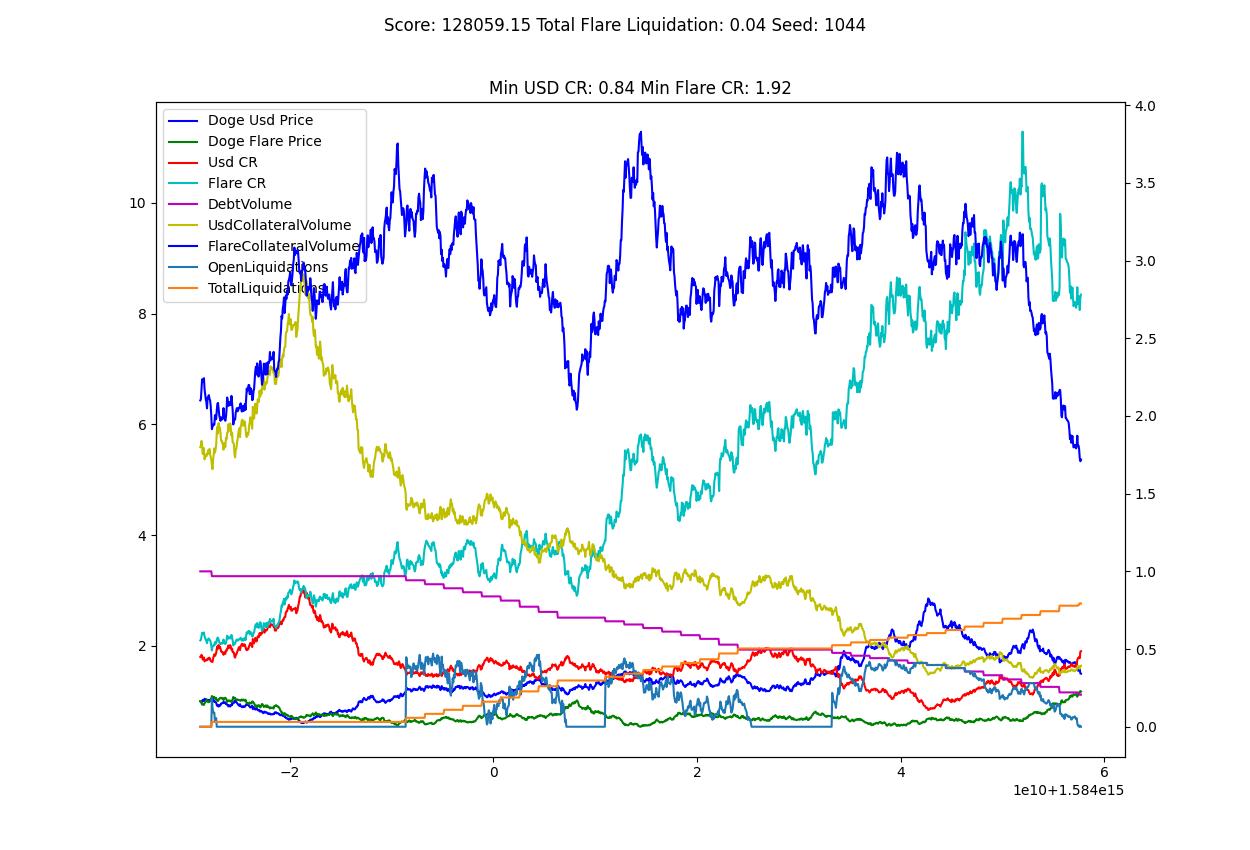 Score: 128059.15 Total Flare Liquidation: 0.04 Seed: 1044
Min USD CR: 0.84 Min Flare CR: 1.92
Doge Usd Price
Doge Flare Price
Usd CR
Flare CR
DebtVolume
UsdCollateralVolume
FlareCollateralVolume
OpenLiquidations
TotalLiquidations
10
8
6
4
2
4.0
3.5
3.0
2.5
2.0
1.5
1.0
0.5
0.0
−2 0 2 4 6
1e10+1.584e15